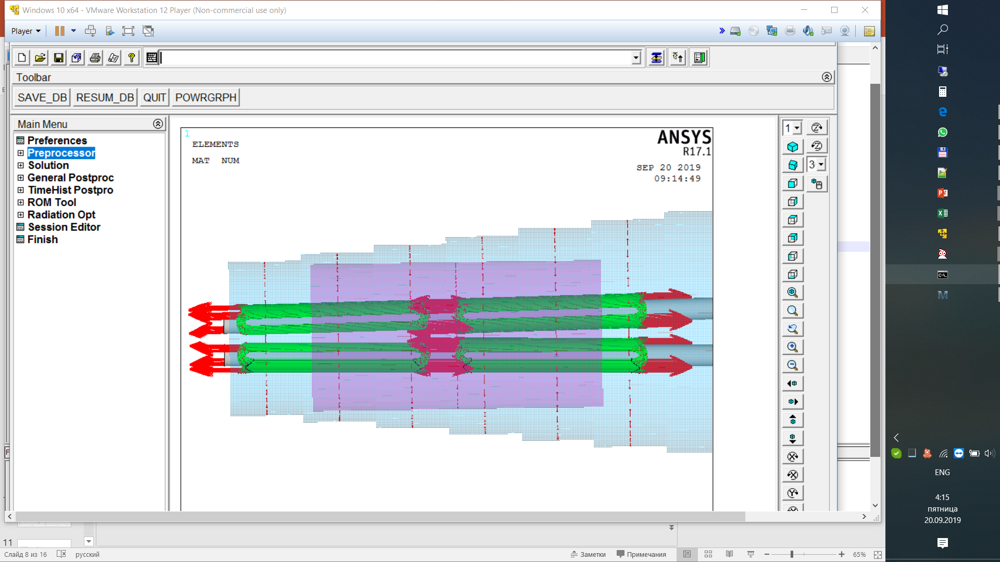 Windows 10 x64 - VMware Workstation 12 Player (Non-commercial use only)
Player
Toolbar
SAVE_DB RESUM_DB QUIT POWRGRPH
Main Menu
Preferences
Preprocessor
Solution
General Postproc
TimeHist Postpro
ROM Tool
Radiation Opt
Session Editor
Finish
1
ELEMENTS
MAT NUM
ANSYS
R17.1
SEP 20 2019
09:14:49
1
3
11
Слайд 8 из 16 русский Заметки Примечания 65%
ENG
4:15
пятница
20.09.2019